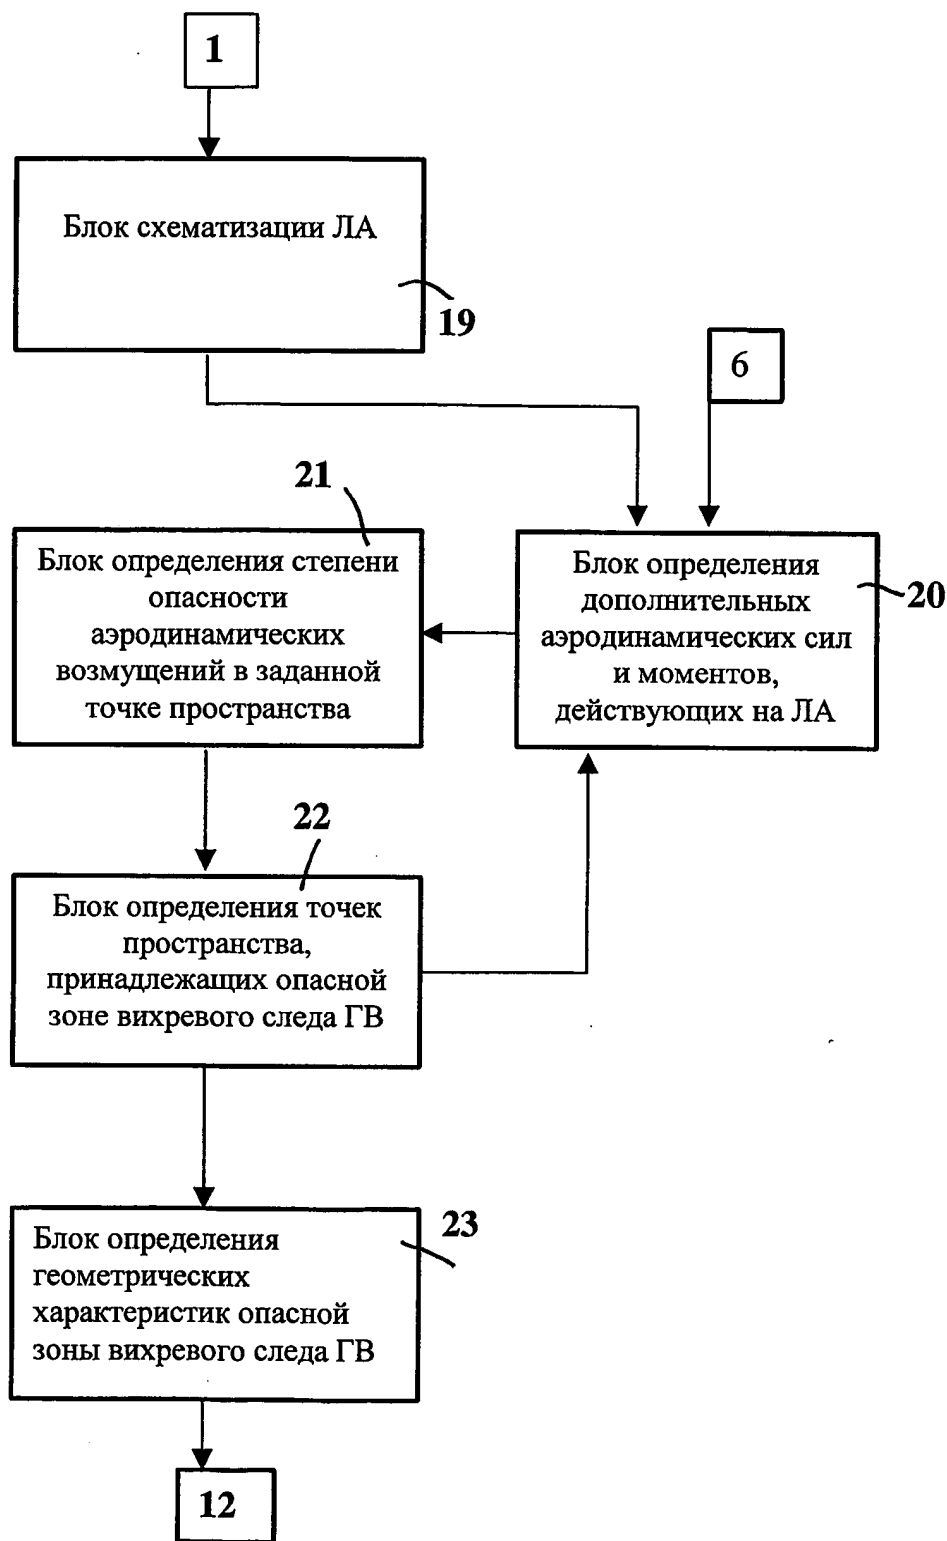 1
Блок схематизации ЛА
19
6
21
Блок определения степени
опасности
аэродинамических
возмущений в заданной
точке пространства
Блок определения
дополнительных
аэродинамических сил
и моментов,
действующих на ЛА
20
22
Блок определения точек
пространства,
принадлежащих опасной
зоне вихревого следа ГВ
23
Блок определения
геометрических
характеристик опасной
зоны вихревого следа ГВ
12